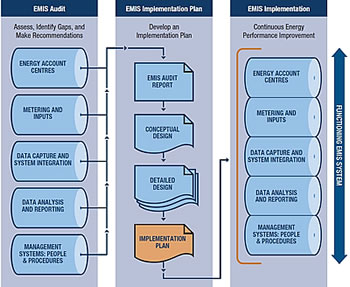 EMIS Audit
Assess, Identify Gaps, and
Make Recommendations
ENERGY ACCOUNT
CENTRES
METERING AND
INPUTS
DATA CAPTURE AND
SYSTEM INTEGRATION
DATA ANALYSIS
AND REPORTING
MANAGEMENT
SYSTEMS: PEOPLE
& PROCEDURES
EMIS Implementation Plan
Develop an
Implementation Plan
EMIS AUDIT
REPORT
CONCEPTUAL
DESIGN
DETAILED
DESIGN
IMPLEMENTATION
PLAN
EMIS Implementation
Continuous Energy
Performance Improvement
ENERGY ACCOUNT
CENTRES
METERING AND
INPUTS
DATA CAPTURE AND
SYSTEM INTEGRATION
DATA ANALYSIS
AND REPORTING
MANAGEMENT
SYSTEMS: PEOPLE
& PROCEDURES
FUNCTIONING EMIS SYSTEM